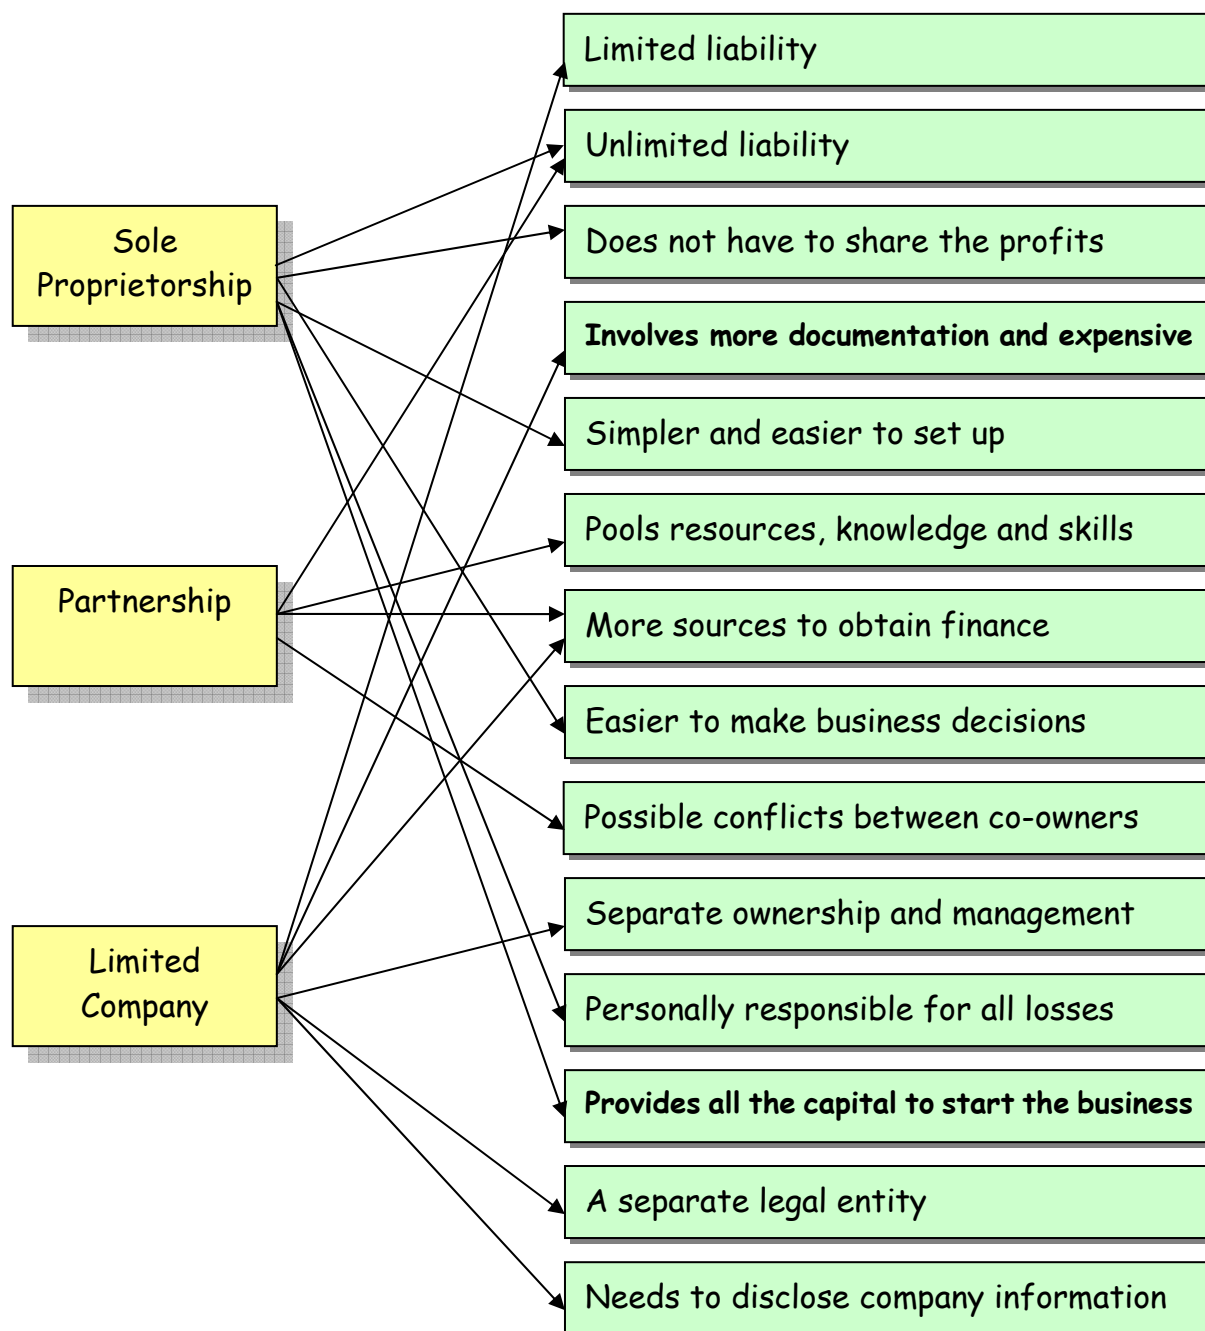 Limited liability
Unlimited liability
Sole
Proprietorship
Does not have to share the profits
Involves more documentation and expensive
Simpler and easier to set up
Pools resources, knowledge and skills
Partnership
More sources to obtain finance
Easier to make business decisions
Possible conflicts between co-owners
Separate ownership and management
Limited
Company
Personally responsible for all losses
Provides all the capital to start the business
A separate legal entity
Needs to disclose company information